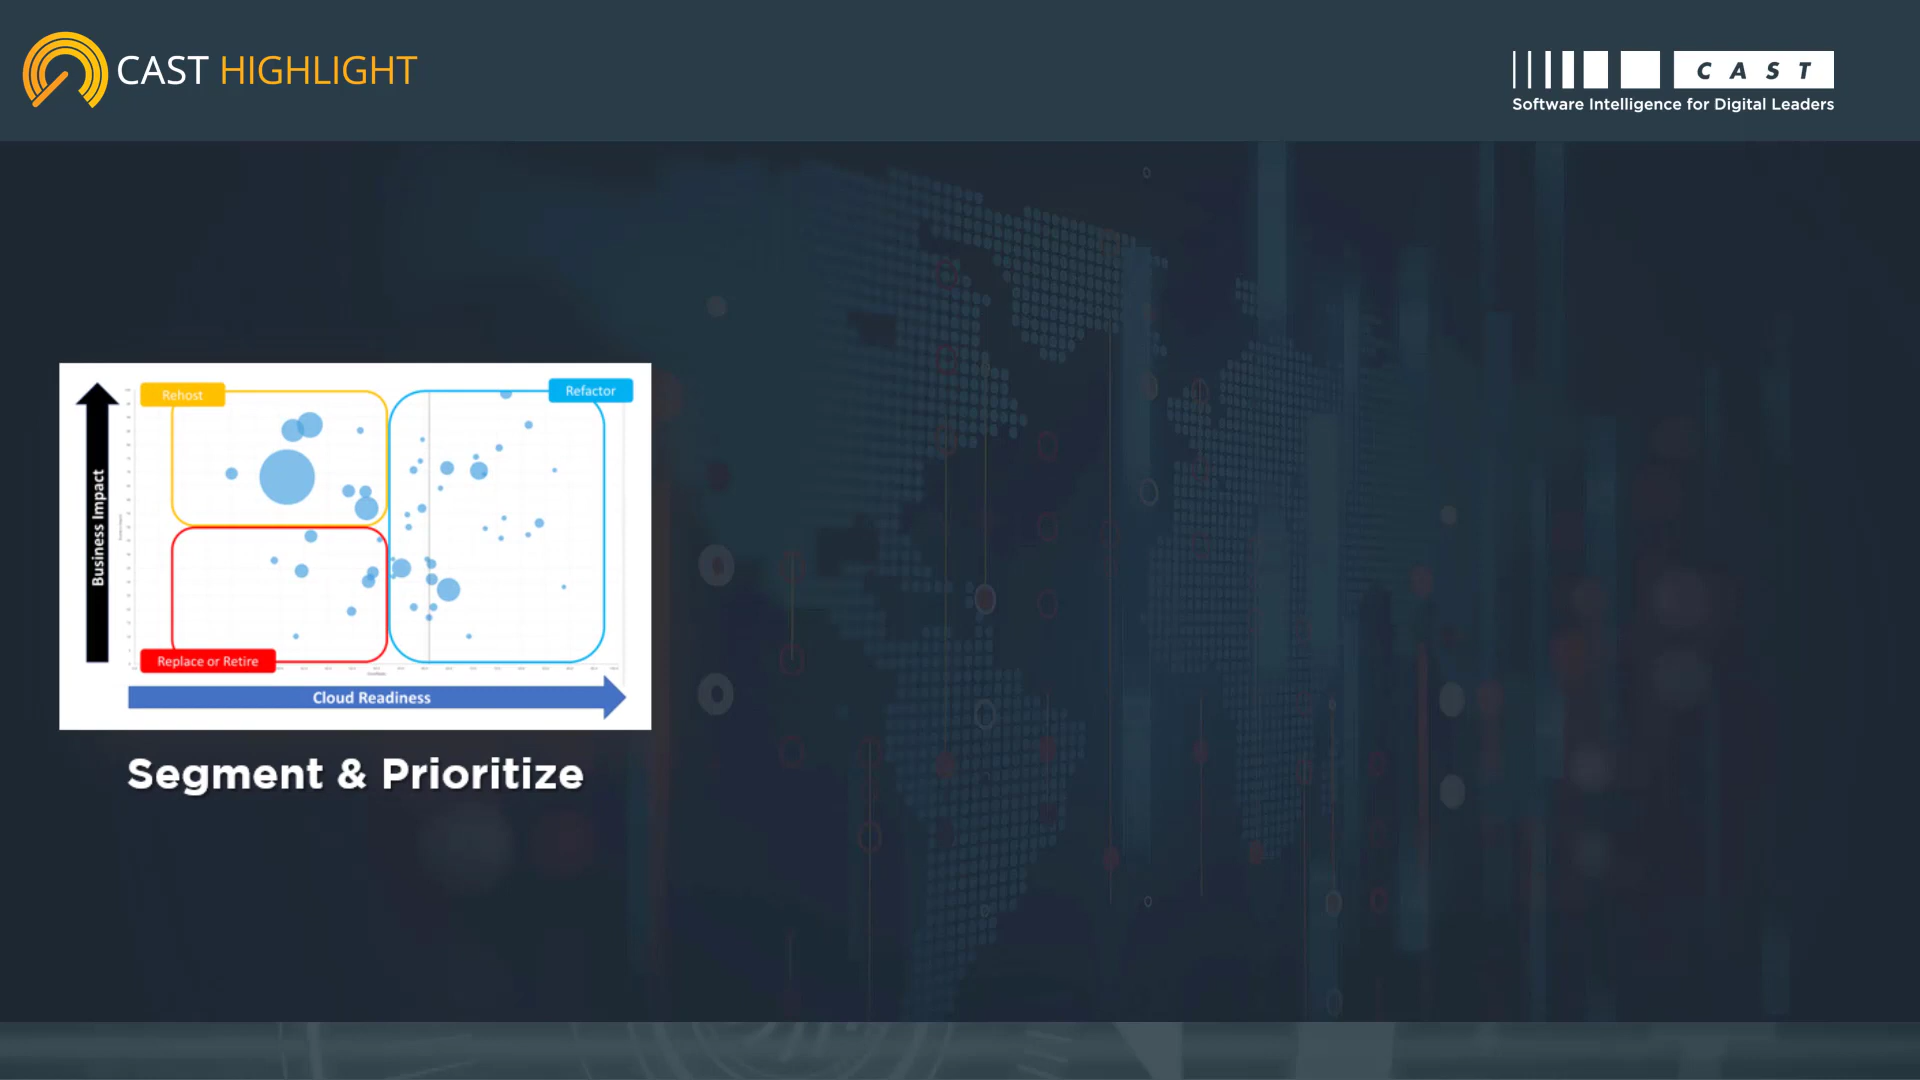 CAST HIGHLIGHT
CAST
Software Intelligence for Digital Leaders
Rehost
Refactor
Business Impact
Replace or Retire
Cloud Readiness
Segment & Prioritize